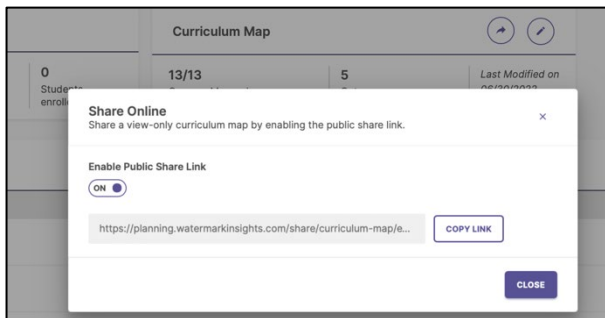 Curriculum Map
0
Students
13/13
5
Last Modified on
Share Online
Share a view-only curriculum map by enabling the public share link.
Enable Public Share Link
ON
https://planning.watermarkinsights.com/share/curriculum-map/e...
COPY LINK
CLOSE